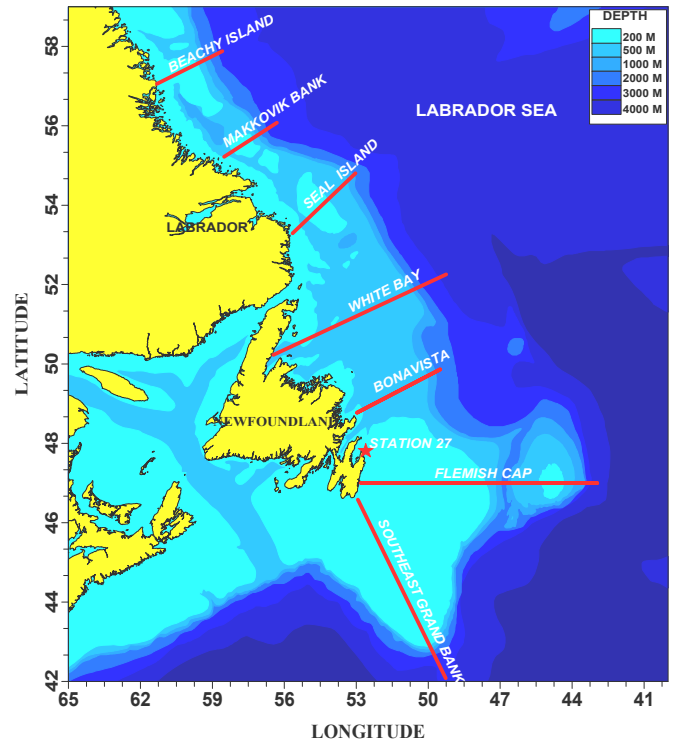 DEPTH
200 M
500 M
1000 M
2000 M
3000 M
4000 M
58
56
54
52
50
48
46
44
42
LATITUDE
BEACHY ISLAND
MAKKOVIK BANK
LABRADOR SEA
SEAL ISLAND
LABRADOR
WHITE BAY
BONAVISTA
NEWFOUNDLAND
STATION 27
FLEMISH CAP
SOUTHEAST GRAND BANK
65 62 59 56 53 50 47 44 41
LONGITUDE